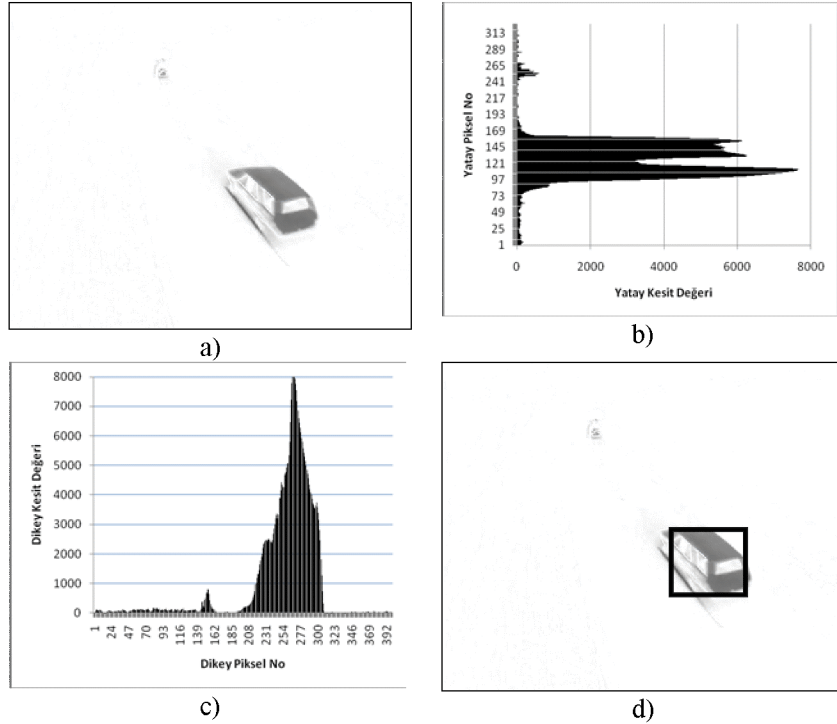 313
289
265
241
217
193
169
145
121
97
73
49
25
1
Yatay Piksel No
0 2000 4000 6000 8000
Yatay Kesit Değeri
a)
b)
8000
7000
6000
5000
4000
3000
2000
1000
0
Dikey Kesit Değeri
1 24 47 70 93 116 139 162 185 208 231 254 277 300 323 346 369 392
Dikey Piksel No
c)
d)